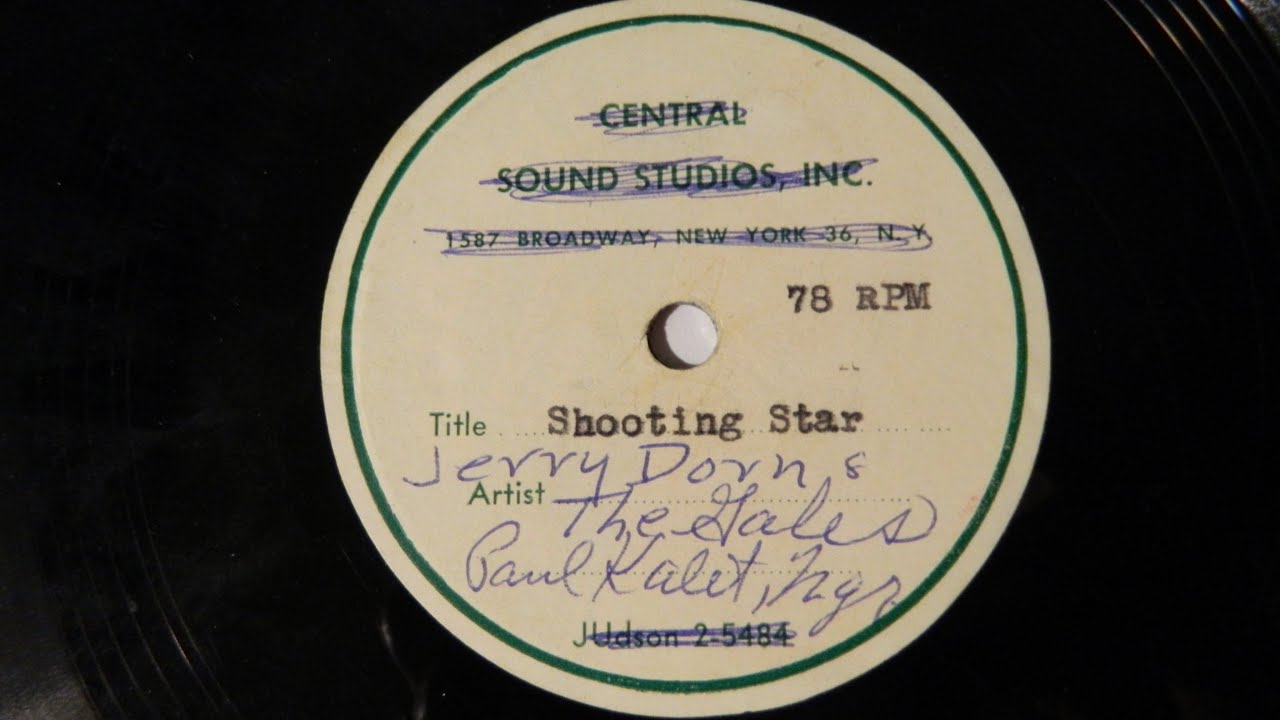 CENTRAL
SOUND STUDIOS, INC.
1587 BROADWAY, NEW YORK 36, N.Y.
78 RPM
Title Shooting Star
Jerry Dorn &
Artist The Gales
Paul Kalet, Mgr.
JUdson 2-5484